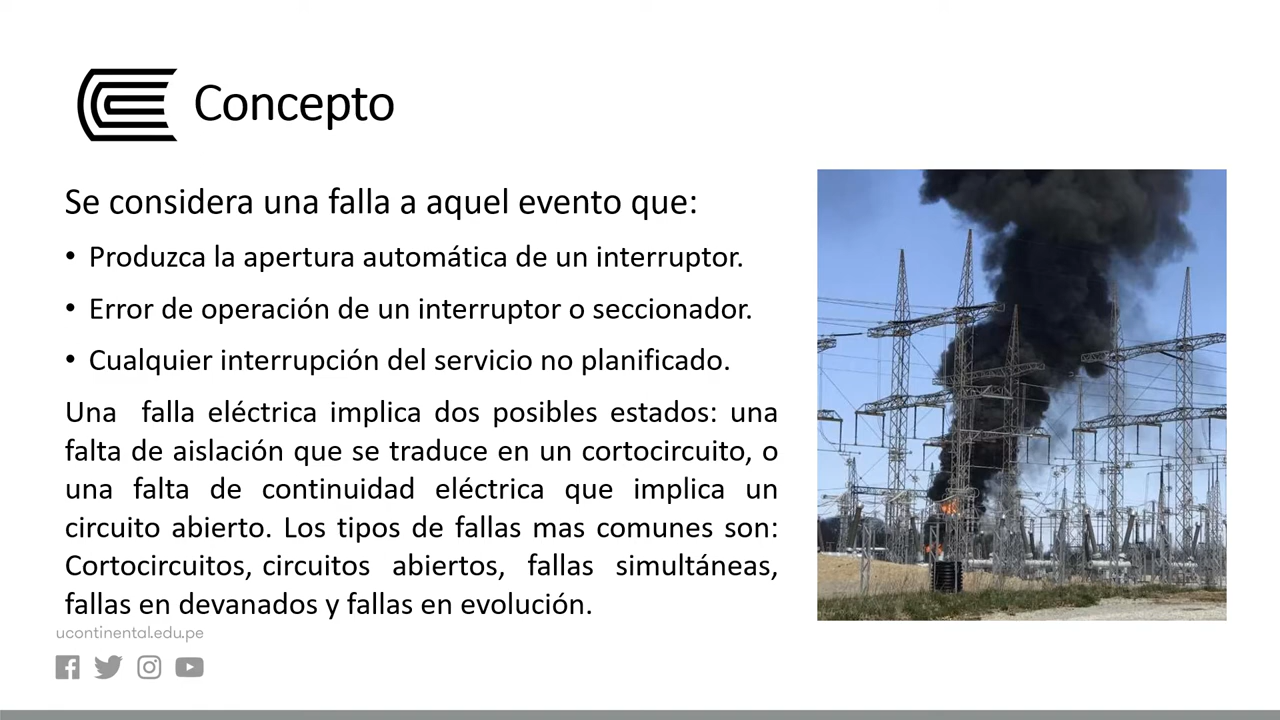 Concepto
Se considera una falla a aquel evento que:
• Produzca la apertura automática de un interruptor.
• Error de operación de un interruptor o seccionador.
• Cualquier interrupción del servicio no planificado.
Una falla eléctrica implica dos posibles estados: una
falta de aislación que se traduce en un cortocircuito, o
una falta de continuidad eléctrica que implica un
circuito abierto. Los tipos de fallas mas comunes son:
Cortocircuitos, circuitos abiertos, fallas simultáneas,
fallas en devanados y fallas en evolución.
ucontinental.edu.pe